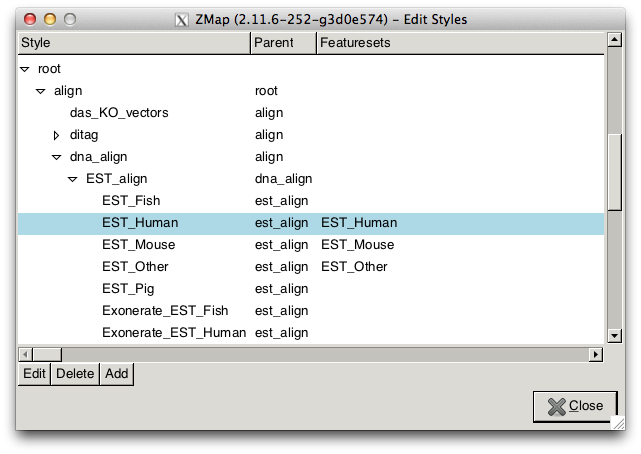 ZMap (2.11.6-252-g3d0e574) – Edit Styles
Style Parent Featuresets
root
align root
das_KO_vectors align
ditag align
dna_align align
EST_align dna_align
EST_Fish est_align
EST_Human est_align EST_Human
EST_Mouse est_align EST_Mouse
EST_Other est_align EST_Other
EST_Pig est_align
Exonerate_EST_Fish est_align
Exonerate_EST_Human est_align
Edit Delete Add
Close